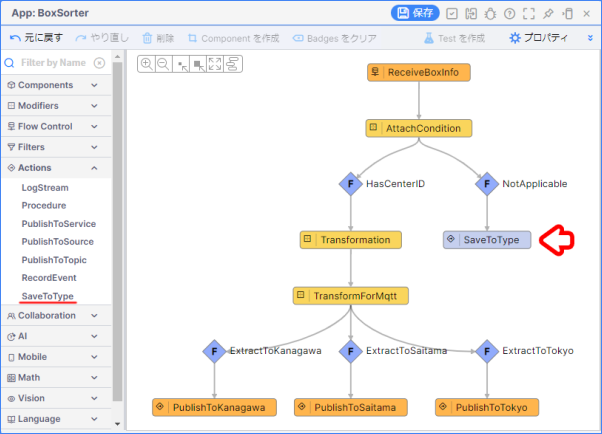 App: BoxSorter
保存
元に戻す やり直し 削除 Component を作成 Badges をクリア Test を作成 プロパティ
Filter by Name
Components
Modifiers
Flow Control
Filters
Actions
LogStream
Procedure
PublishToService
PublishToSource
PublishToTopic
RecordEvent
SaveToType
Collaboration
AI
Mobile
Math
Vision
Language
ReceiveBoxInfo
AttachCondition
F HasCenterID F NotApplicable
Transformation SaveToType
TransformForMqtt
F ExtractToKanagawa F ExtractToSaitama F ExtractToTokyo
PublishToKanagawa PublishToSaitama PublishToTokyo